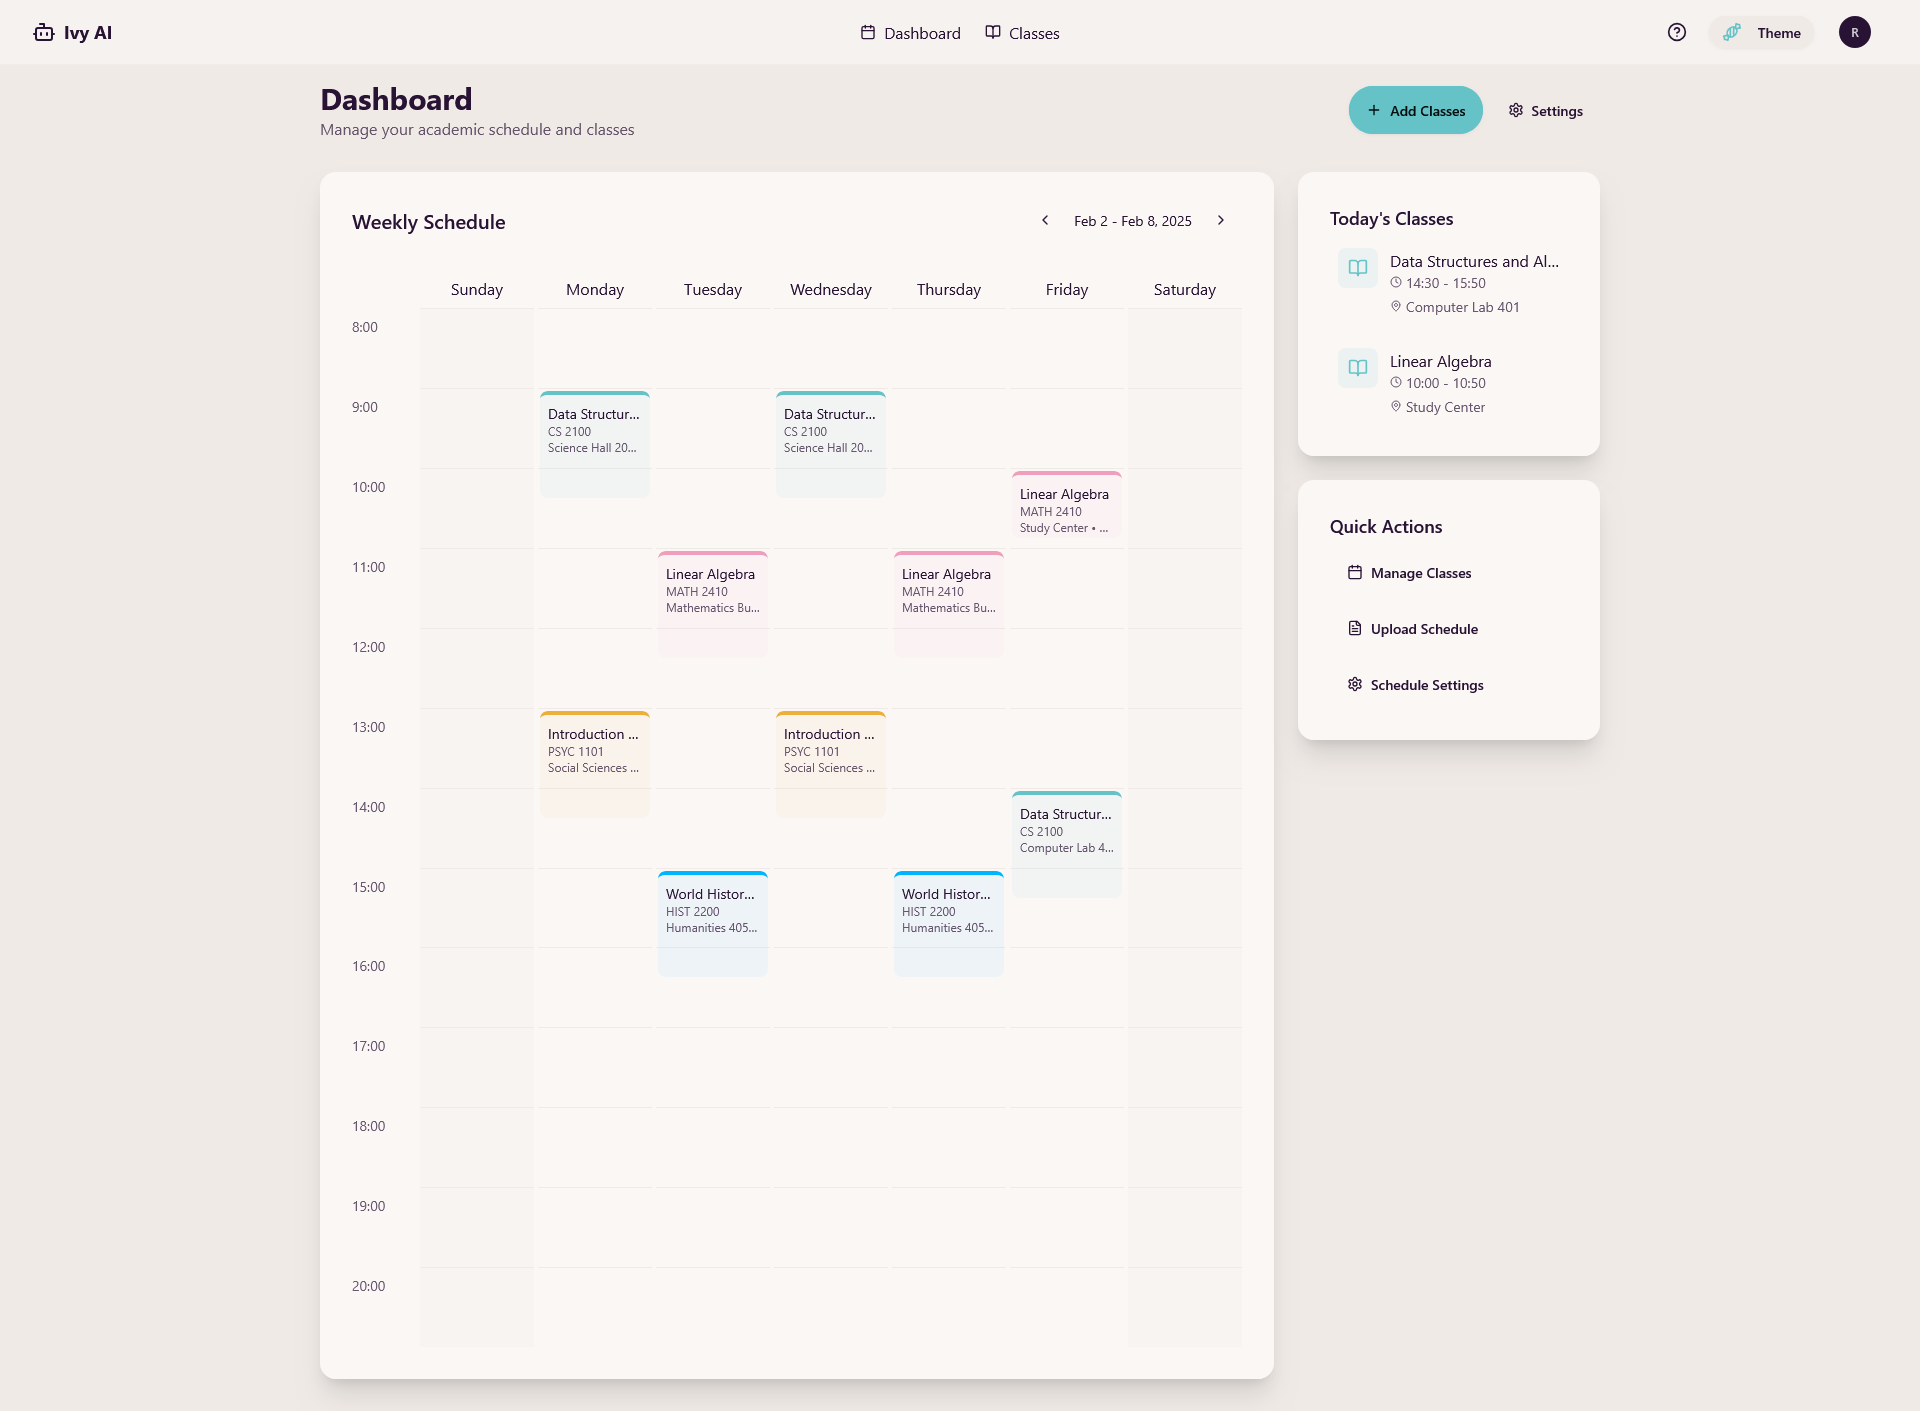 Ivy AI
Dashboard
Classes
Theme
R
Dashboard
Manage your academic schedule and classes
Add Classes
Settings
Weekly Schedule
Feb 2 - Feb 8, 2025
Sunday
Monday
Tuesday
Wednesday
Thursday
Friday
Saturday
8:00
9:00
Data Structur...
CS 2100
Science Hall 20...
Data Structur...
CS 2100
Science Hall 20...
10:00
Linear Algebra
MATH 2410
Study Center • ...
11:00
Linear Algebra
MATH 2410
Mathematics Bu...
Linear Algebra
MATH 2410
Mathematics Bu...
12:00
13:00
Introduction ...
PSYC 1101
Social Sciences ...
Introduction ...
PSYC 1101
Social Sciences ...
14:00
Data Structur...
CS 2100
Computer Lab 4...
15:00
World Histor...
HIST 2200
Humanities 405...
World Histor...
HIST 2200
Humanities 405...
16:00
17:00
18:00
19:00
20:00
Today's Classes
Data Structures and Al...
14:30 - 15:50
Computer Lab 401
Linear Algebra
10:00 - 10:50
Study Center
Quick Actions
Manage Classes
Upload Schedule
Schedule Settings